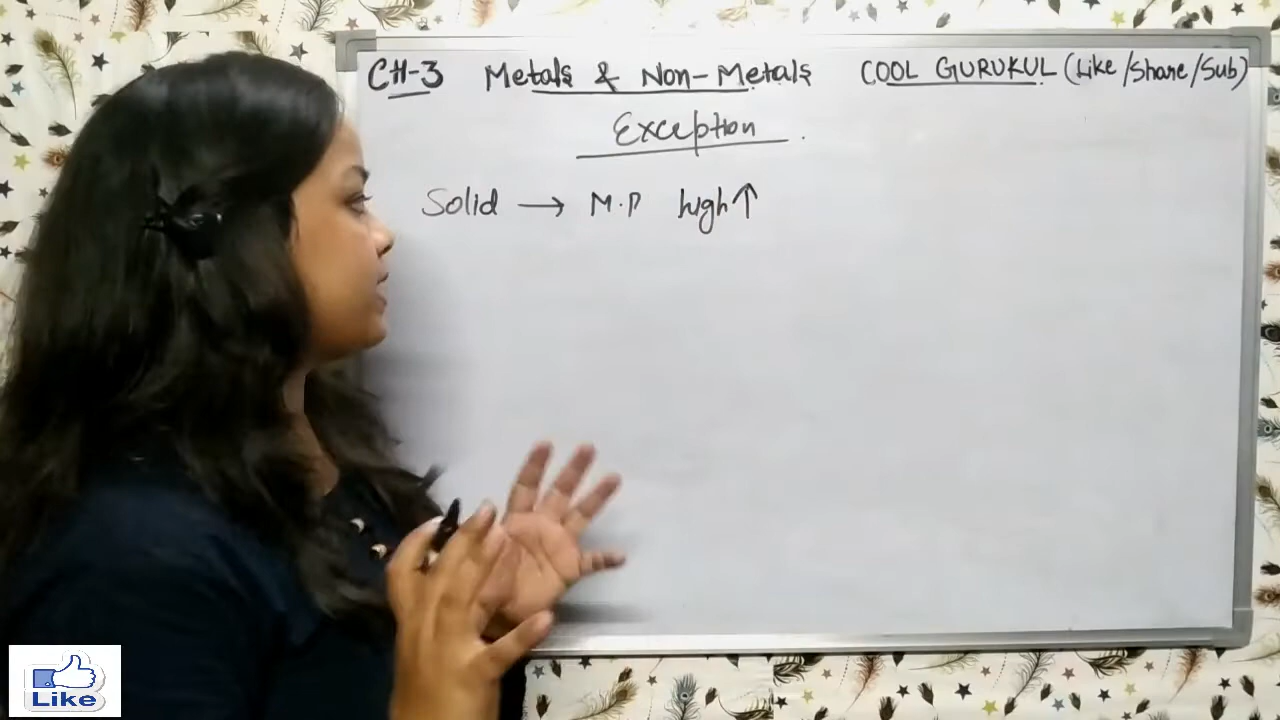 CH-3 Metals & Non-Metals COOL GURUKUL (Like/Share/Sub)
Exception
Solid → M.P high↑
Like